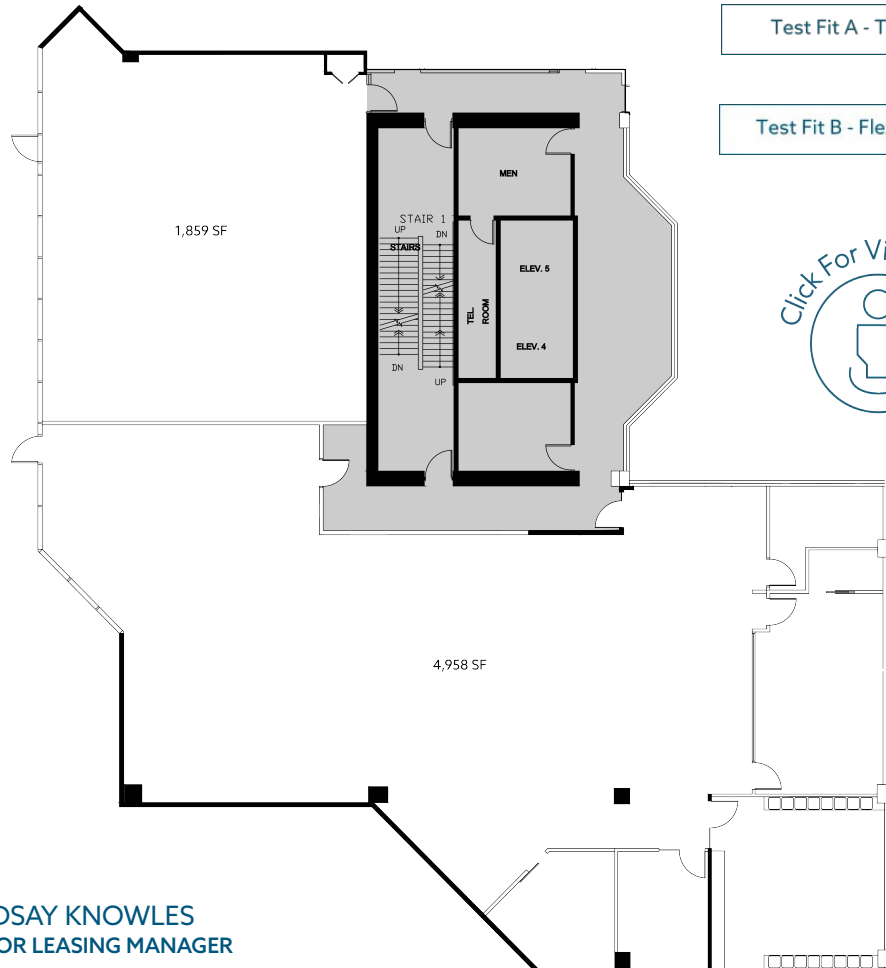 Test Fit A - T
Test Fit B - Fle
MEN
1,859 SF
STAIR 1
UP
DN
STAIRS
ELEV. 5
TEL.
ROOM
ELEV. 4
DN
UP
Click For Vi
4,958 SF
DSAY KNOWLES
OR LEASING MANAGER